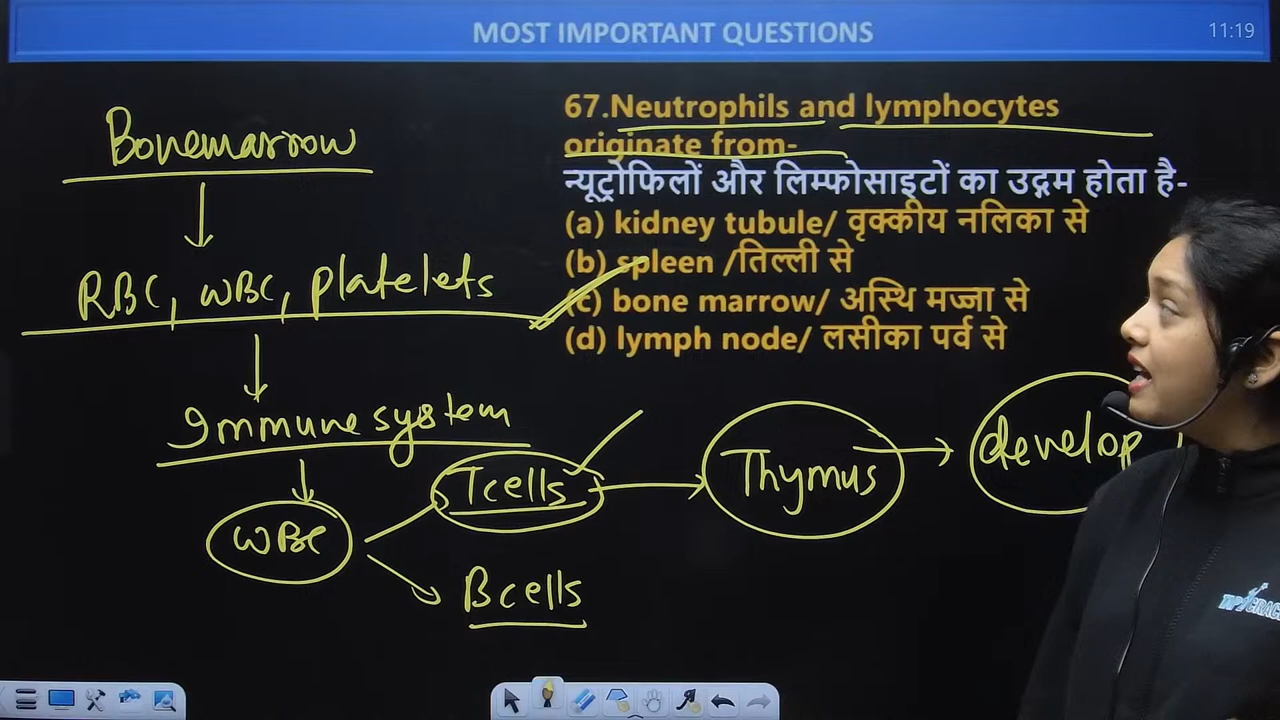 MOST IMPORTANT QUESTIONS
11:19
67.Neutrophils and lymphocytes
originate from-
न्यूट्रोफिलों और लिम्फोसाइटों का उद्गम होता है-
(a) kidney tubule/ वृक्कीय नलिका से
(b) spleen /तिल्ली से
(c) bone marrow/ अस्थि मज्जा से
(d) lymph node/ लसीका पर्व से
Bonemarrow
RBC, WBC, Platelets
Immune system
WBC
Tcells
Thymus
develop
Bcells